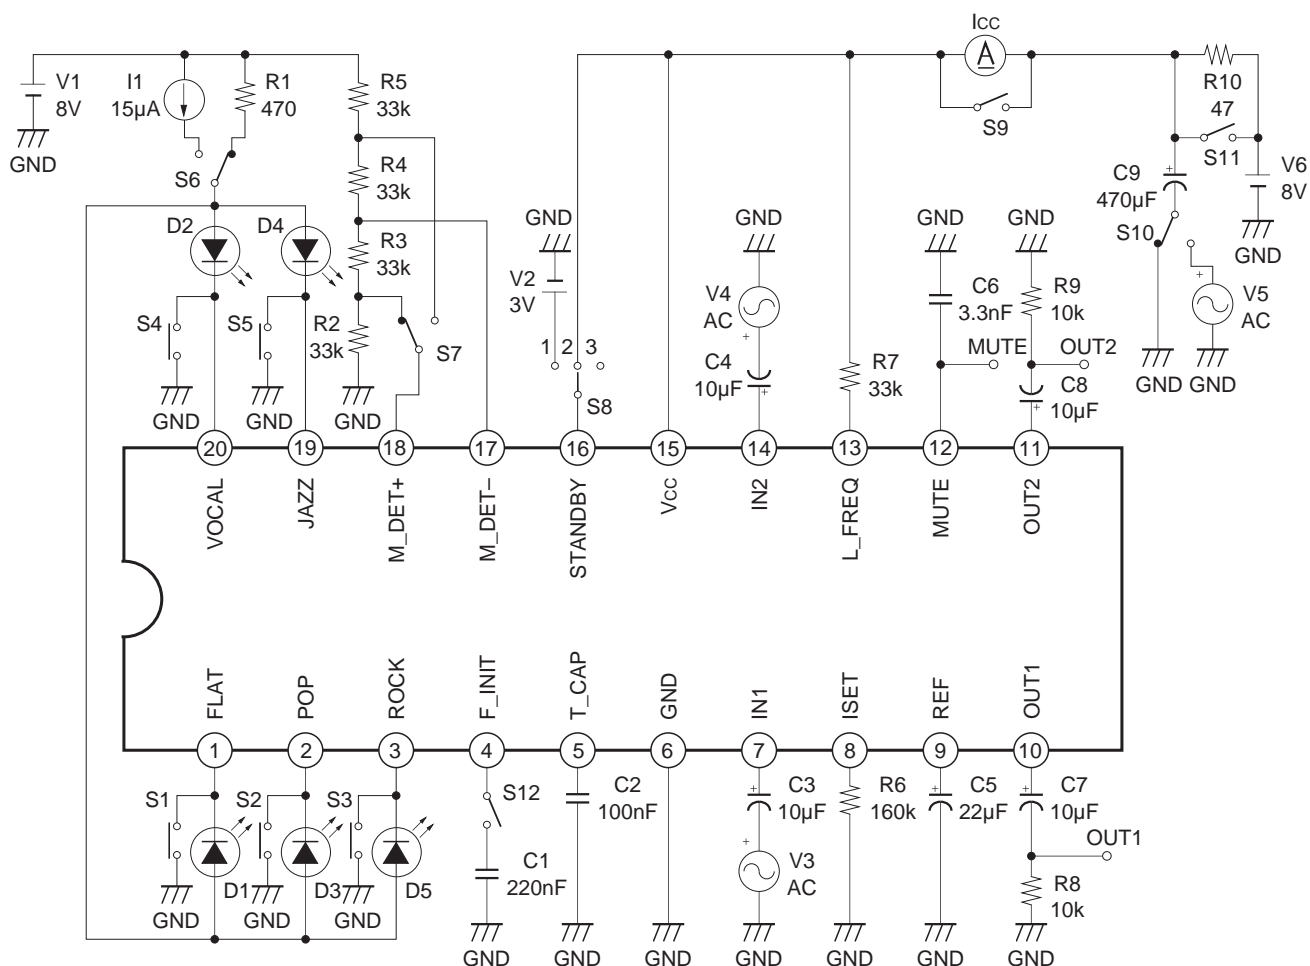 Icc
V1
8V
GND
I1
15µA
R1
470
R5
33k
R10
47
S9
S11
V6
8V
GND
S6
R4
33k
C9
470µF
S10
D2
D4
R3
33k
GND
V2
3V
GND
V4
AC
GND
C6
3.3nF
GND
R9
10k
V5
AC
S4
S5
R2
33k
S7
1 2 3
S8
C4
10µF
R7
33k
MUTE
OUT2
C8
10µF
GND
GND
GND
GND
GND
20
19
18
17
16
15
14
13
12
11
VOCAL
JAZZ
M_DET+
M_DET−
STANDBY
Vcc
IN2
L_FREQ
MUTE
OUT2
FLAT
POP
ROCK
F_INIT
T_CAP
GND
IN1
ISET
REF
OUT1
1
2
3
4
5
6
7
8
9
10
S1
S2
S3
S12
C2
100nF
C3
10µF
R6
160k
C5
22µF
C7
10µF
OUT1
C1
220nF
V3
AC
R8
10k
D1
D3
D5
GND
GND
GND
GND
GND
GND
GND
GND
GND
GND